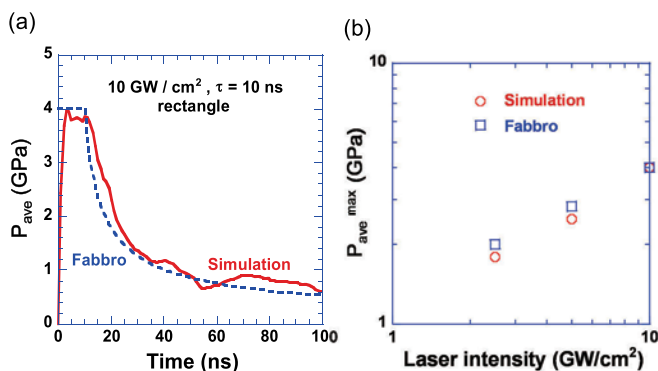 (a)
5
4
3
2
1
0
P_ave (GPa)
10 GW / cm², τ = 10 ns
rectangle
Fabbro
Simulation
0 20 40 60 80 100
Time (ns)
(b)
10
1
P_ave^max (GPa)
Simulation
Fabbro
1 10
Laser intensity (GW/cm²)